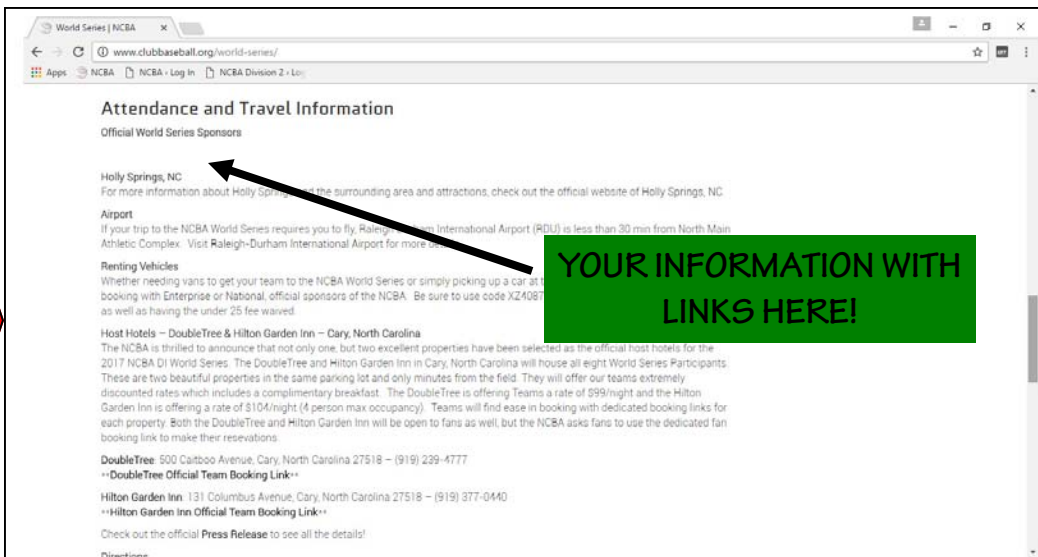 World Series | NCBA
www.clubbaseball.org/world-series/
Apps NCBA NCBA › Log In NCBA Division 2 › Log
Attendance and Travel Information
Official World Series Sponsors
Holly Springs, NC
For more information about Holly Springs and the surrounding area and attractions, check out the official website of Holly Springs, NC
Airport
If your trip to the NCBA World Series requires you to fly, Raleigh-Durham International Airport (RDU) is less than 30 min from North Main
Athletic Complex. Visit Raleigh-Durham International Airport for more
Renting Vehicles
Whether needing vans to get your team to the NCBA World Series or simply picking up a car at
booking with Enterprise or National, official sponsors of the NCBA. Be sure to use code XZ4087
as well as having the under 25 fee waived.
YOUR INFORMATION WITH
LINKS HERE!
Host Hotels – DoubleTree & Hilton Garden Inn – Cary, North Carolina
The NCBA is thrilled to announce that not only one, but two excellent properties have been selected as the official host hotels for the
2017 NCBA DI World Series. The DoubleTree and Hilton Garden Inn in Cary, North Carolina will house all eight World Series Participants.
These are two beautiful properties in the same parking lot and only minutes from the field. They will offer our teams extremely
discounted rates which includes a complimentary breakfast. The DoubleTree is offering Teams a rate of $99/night and the Hilton
Garden Inn is offering a rate of $104/night (4 person max occupancy). Teams will find ease in booking with dedicated booking links for
each property. Both the DoubleTree and Hilton Garden Inn will be open to fans as well, but the NCBA asks fans to use the dedicated fan
booking link to make their resevations.
DoubleTree: 500 Caitboo Avenue, Cary, North Carolina 27518 – (919) 239-4777
**DoubleTree Official Team Booking Link**
Hilton Garden Inn: 131 Columbus Avenue, Cary, North Carolina 27518 – (919) 377-0440
**Hilton Garden Inn Official Team Booking Link**
Check out the official Press Release to see all the details!
Directions